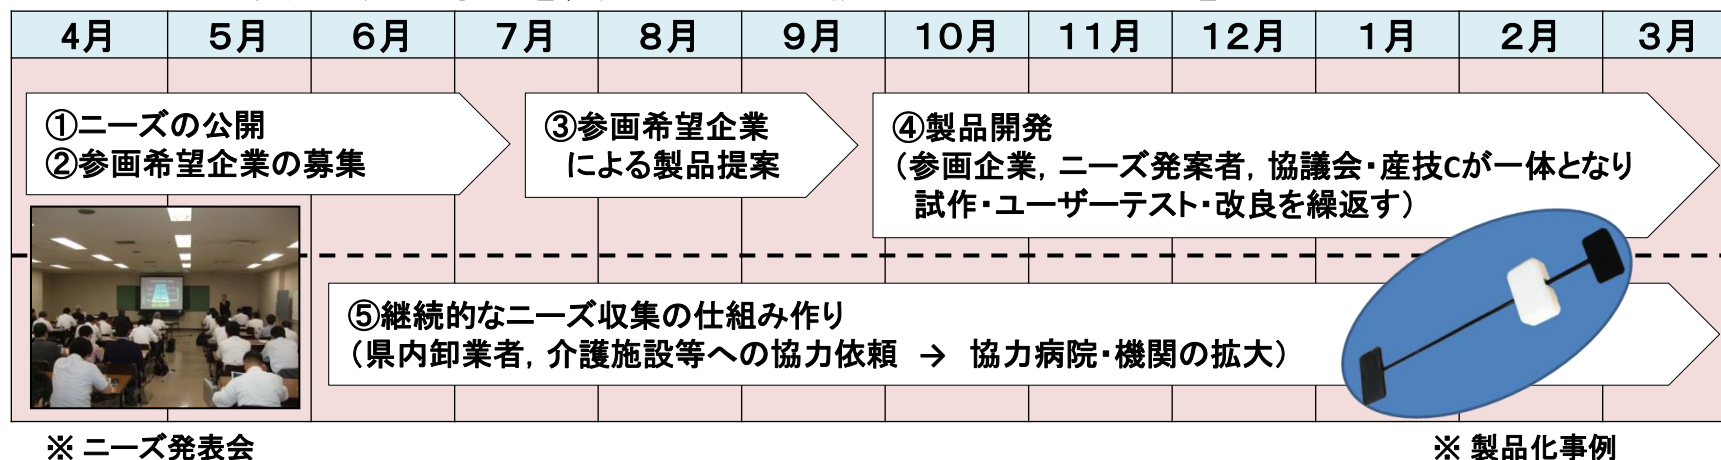 4月 5月 6月 7月 8月 9月 10月 11月 12月 1月 2月 3月
①ニーズの公開
②参画希望企業の募集
③参画希望企業
による製品提案
④製品開発
（参画企業，ニーズ発案者，協議会・産技Cが一体となり
試作・ユーザーテスト・改良を繰返す）
⑤継続的なニーズ収集の仕組み作り
（県内卸業者，介護施設等への協力依頼 → 協力病院・機関の拡大）
※ ニーズ発表会
※ 製品化事例